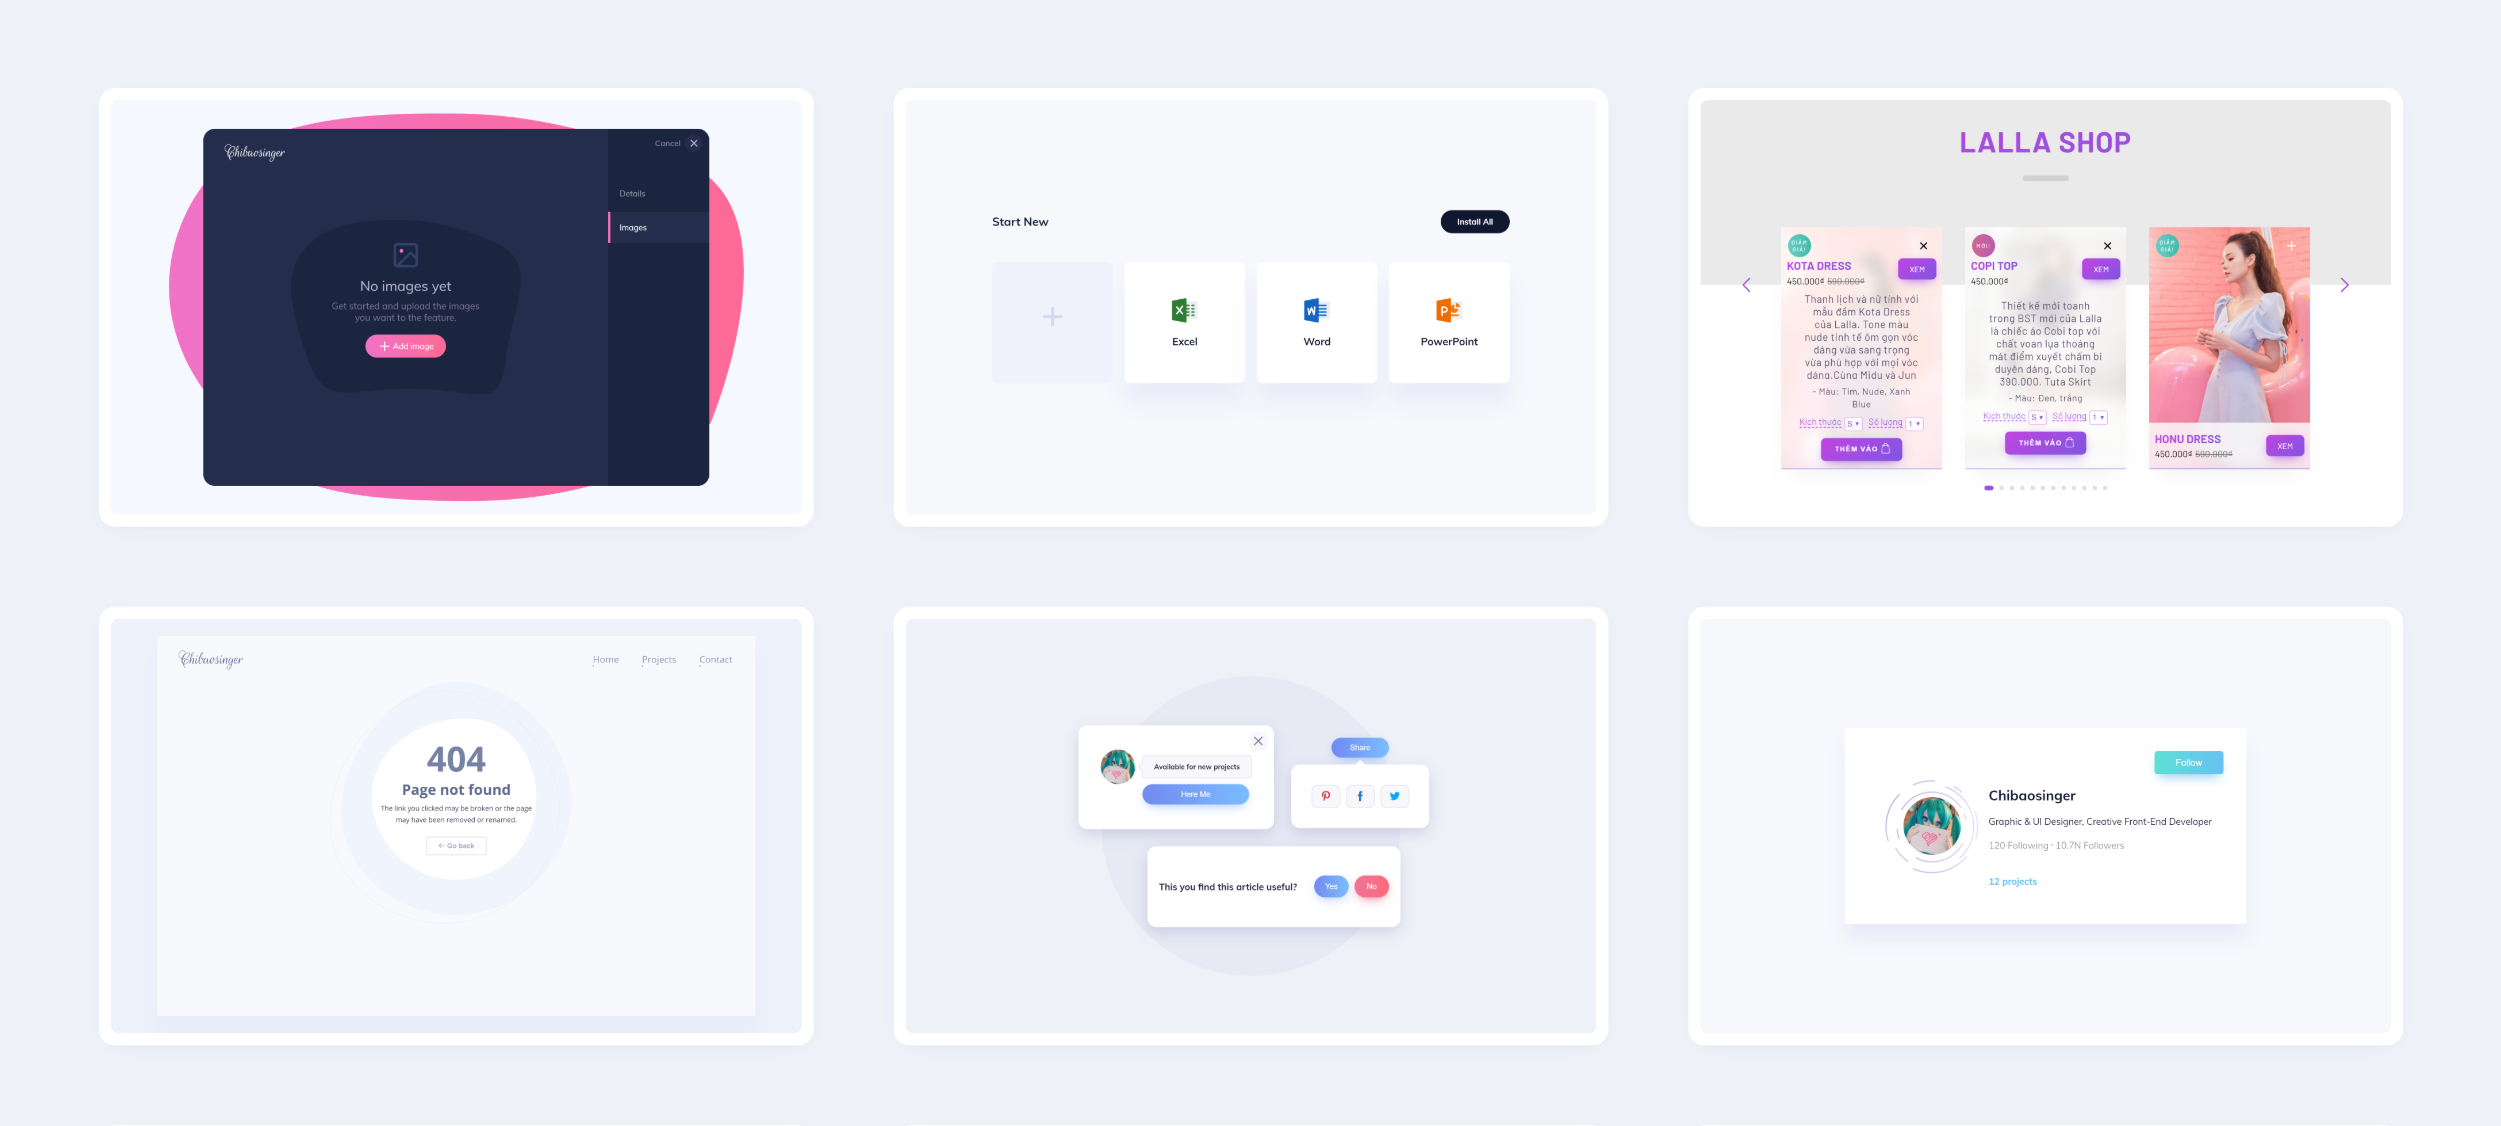 Chibaosinger
Cancel
Details
Images
No images yet
Get started and upload the images
you want to the feature.
Add image
Start New
Install All
Excel
Word
PowerPoint
LALLA SHOP
GIẢM
GIÁ!
KOTA DRESS
XEM
450.000₫ 590.000₫
Thanh lịch và nữ tính với
mẫu đầm Kota Dress
của Lalla. Tone màu
nude tinh tế ôm gọn vóc
dáng vừa sang trọng
vừa phù hợp với mọi vóc
dáng.Cùng Midu và Jun
- Màu: Tím, Nude, Xanh
Blue
Kích thước S Số lượng 1
THÊM VÀO
MỚI!
COPI TOP
XEM
450.000₫
Thiết kế mới toanh
trong BST mới của Lalla
là chiếc áo Cobi top với
chất voan lụa thoáng
mát điểm xuyết chấm bi
duyên dáng, Cobi Top
390.000. Tuta Skirt
- Màu: Đen, trắng
Kích thước S Số lượng 1
THÊM VÀO
GIẢM
GIÁ!
HONU DRESS
XEM
450.000₫ 590.000₫
Chibaosinger
Home
Projects
Contact
404
Page not found
The link you clicked may be broken or the page
may have been removed or renamed.
Go back
Available for new projects
Here Me
Share
This you find this article useful?
Yes
No
Follow
Chibaosinger
Graphic & UI Designer, Creative Front-End Developer
120 Following · 10.7N Followers
12 projects